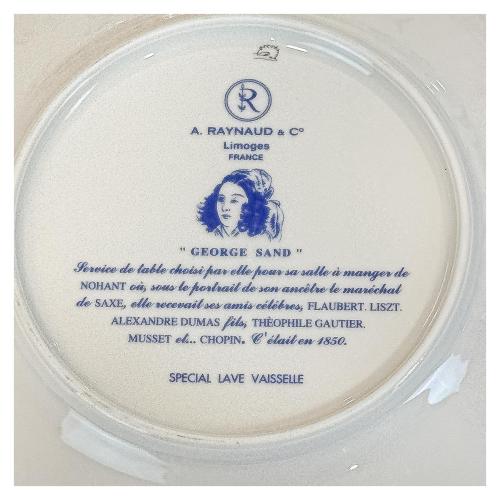 R
A. RAYNAUD & Cº
Limoges
FRANCE
" GEORGE SAND "
Service de table choisi par elle pour sa salle à manger de
NOHANT où, sous le portrait de son ancêtre le maréchal
de SAXE, elle recevait ses amis célèbres, FLAUBERT. LISZT.
ALEXANDRE DUMAS fils, THÈOPHILE GAUTIER.
MUSSET et... CHOPIN. C'était en 1850.
SPECIAL LAVE VAISSELLE